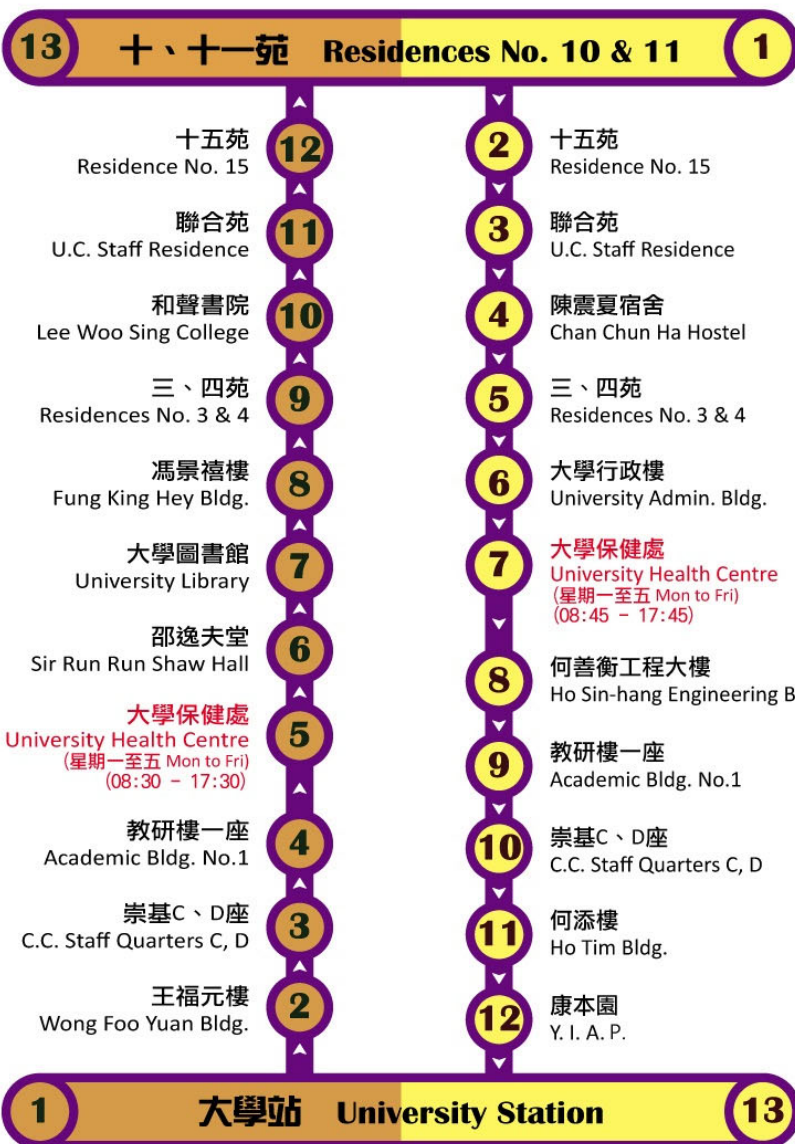 13 十、十一苑 Residences No. 10 & 11 1
12
十五苑
Residence No. 15
11
聯合苑
U.C. Staff Residence
10
和聲書院
Lee Woo Sing College
9
三、四苑
Residences No. 3 & 4
8
馮景禧樓
Fung King Hey Bldg.
7
大學圖書館
University Library
6
邵逸夫堂
Sir Run Run Shaw Hall
5
大學保健處
University Health Centre
(星期一至五 Mon to Fri)
(08:30 - 17:30)
4
教研樓一座
Academic Bldg. No.1
3
崇基C、D座
C.C. Staff Quarters C, D
2
王福元樓
Wong Foo Yuan Bldg.
2
十五苑
Residence No. 15
3
聯合苑
U.C. Staff Residence
4
陳震夏宿舍
Chan Chun Ha Hostel
5
三、四苑
Residences No. 3 & 4
6
大學行政樓
University Admin. Bldg.
7
大學保健處
University Health Centre
(星期一至五 Mon to Fri)
(08:45 - 17:45)
8
何善衡工程大樓
Ho Sin-hang Engineering B
9
教研樓一座
Academic Bldg. No.1
10
崇基C、D座
C.C. Staff Quarters C, D
11
何添樓
Ho Tim Bldg.
12
康本園
Y. I. A. P.
1 大學站 University Station 13